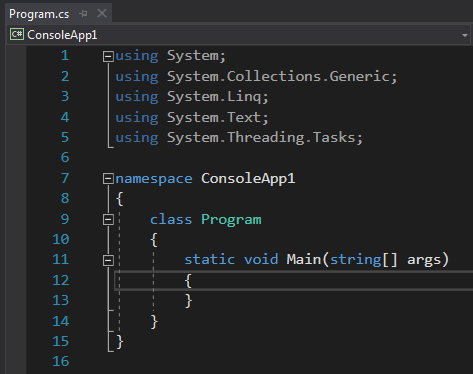 Program.cs
C# ConsoleApp1
1 using System;
2 using System.Collections.Generic;
3 using System.Linq;
4 using System.Text;
5 using System.Threading.Tasks;
6
7 namespace ConsoleApp1
8 {
9 class Program
10 {
11 static void Main(string[] args)
12 {
13 }
14 }
15 }
16